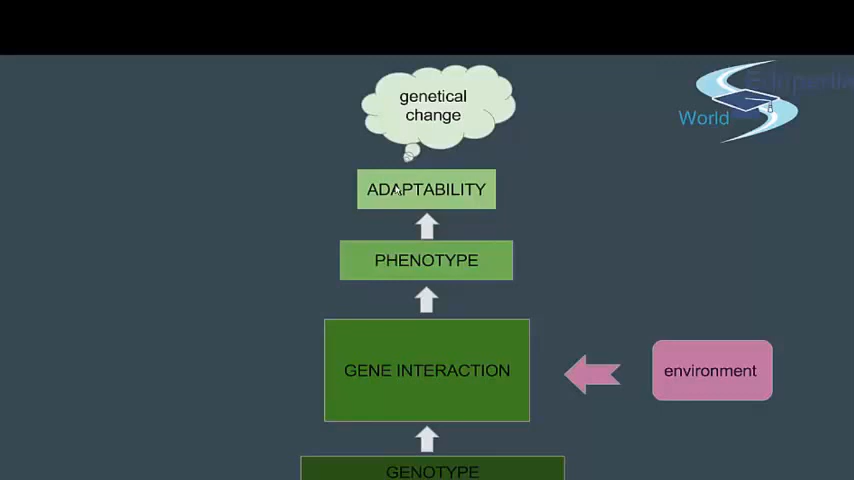 genetical
change
World
ADAPTABILITY
PHENOTYPE
GENE INTERACTION
environment
GENOTYPE